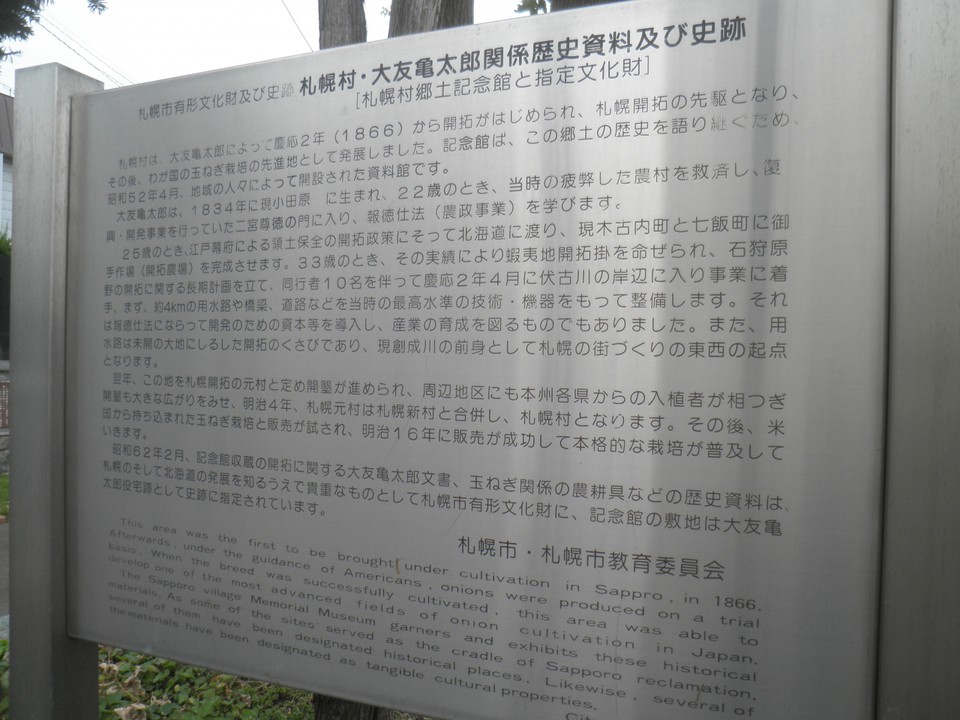 札幌市有形文化財及び史跡 札幌村・大友亀太郎関係歴史資料及び史跡
[札幌村郷土記念館と指定文化財]
札幌村は、大友亀太郎によって慶応2年(1866)から開拓がはじめられ、札幌開拓の先駆となり、
その後、わが国の玉ねぎ栽培の先進地として発展しました。記念館は、この郷土の歴史を語り継ぐため、
昭和52年4月、地域の人々によって開設された資料館です。
大友亀太郎は、1834年に現小田原 に生まれ、22歳のとき、当時の疲弊した農村を救済し、復
興・開発事業を行っていた二宮尊徳の門に入り、報徳仕法(農政事業)を学びます。
25歳のとき、江戸幕府による領土保全の開拓政策にそって北海道に渡り、現木古内町と七飯町に御
手作場(開拓農場)を完成させます。33歳のとき、その実績により蝦夷地開拓掛を命ぜられ、石狩原
野の開拓に関する長期計画を立て、同行者10名を伴って慶応2年4月に伏古川の岸辺に入り事業に着
手、まず、約4kmの用水路や橋梁、道路などを当時の最高水準の技術・機器をもって整備します。それ
は報徳仕法にならって開発のための資本等を導入し、産業の育成を図るものでもありました。また、用
水路は未開の大地にしるした開拓のくさびであり、現創成川の前身として札幌の街づくりの東西の起点
となります。
翌年、この地を札幌開拓の元村と定め開墾が進められ、周辺地区にも本州各県からの入植者が相つぎ
開墾も大きな広がりをみせ、明治4年、札幌元村は札幌新村と合併し、札幌村となります。その後、米
国から持ち込まれた玉ねぎ栽培と販売が試され、明治16年に販売が成功して本格的な栽培が普及して
いきます。
昭和62年2月、記念館収蔵の開拓に関する大友亀太郎文書、玉ねぎ関係の農耕具などの歴史資料は、
札幌のそして北海道の発展を知るうえで貴重なものとして札幌市有形文化財に、記念館の敷地は大友亀
太郎役宅跡として史跡に指定されています。
札幌市・札幌市教育委員会
This area was the first to be brought under cultivation in Sappro, in 1866.
Afterwards, under the guidance of Americans, onions were produced on a trial
basis. When the breed was successfully cultivated, this area was able to
develop one of the most advanced fields of onion cultivation in Japan.
The Sapporo village Memorial Museum garners and exhibits these historical
materials. As some of the sites served as the cradle of Sapporo reclamation,
several of them have been designated historical places. Likewise, several of
the materials have been designated as tangible cultural properties.